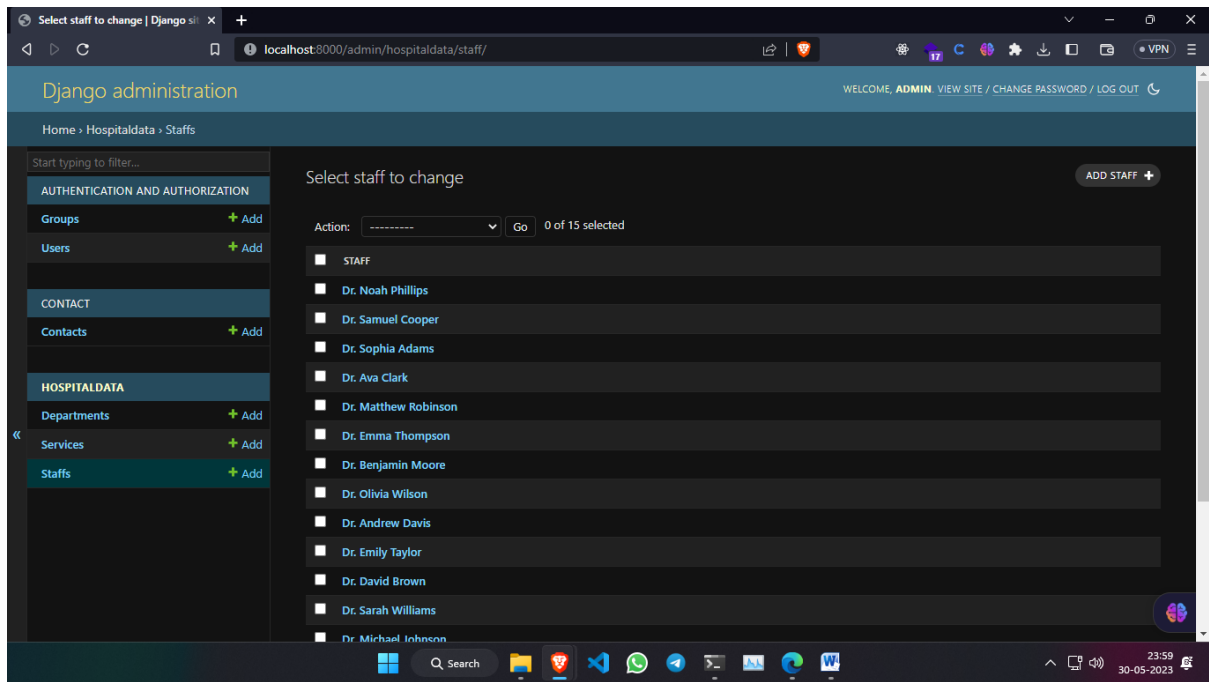 Select staff to change | Django sit
localhost:8000/admin/hospitaldata/staff/
17
VPN
Django administration
WELCOME, ADMIN. VIEW SITE / CHANGE PASSWORD / LOG OUT
Home › Hospitaldata › Staffs
Start typing to filter...
AUTHENTICATION AND AUTHORIZATION
Groups + Add
Users + Add
CONTACT
Contacts + Add
HOSPITALDATA
Departments + Add
Services + Add
Staffs + Add
«
Select staff to change
ADD STAFF +
Action: --------- Go 0 of 15 selected
STAFF
Dr. Noah Phillips
Dr. Samuel Cooper
Dr. Sophia Adams
Dr. Ava Clark
Dr. Matthew Robinson
Dr. Emma Thompson
Dr. Benjamin Moore
Dr. Olivia Wilson
Dr. Andrew Davis
Dr. Emily Taylor
Dr. David Brown
Dr. Sarah Williams
Dr. Michael Johnson
Search
23:59
30-05-2023